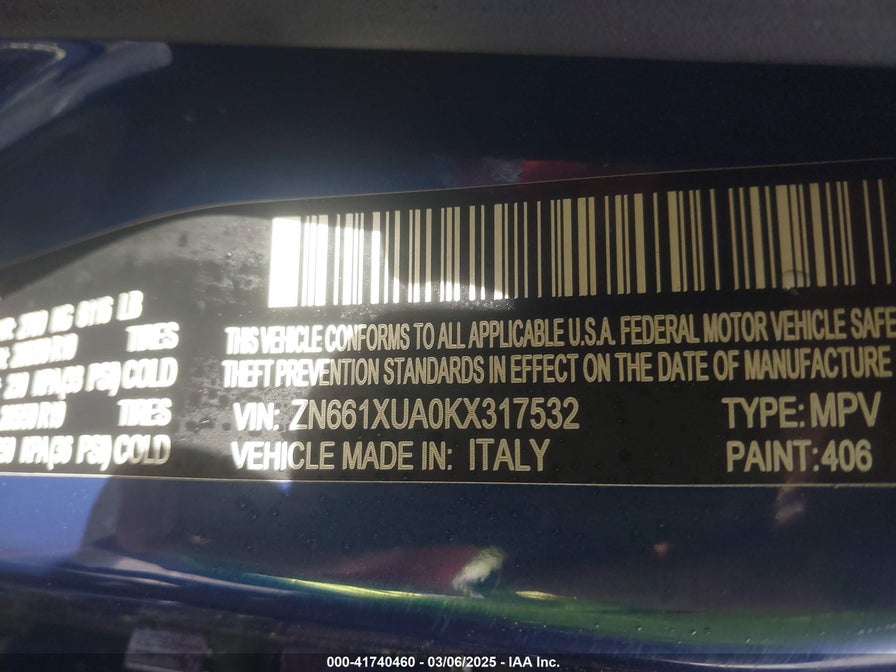 LB
TIRES
COLD
TIRES
COLD
THIS VEHICLE CONFORMS TO ALL APPLICABLE U.S.A. FEDERAL MOTOR VEHICLE SAFE
THEFT PREVENTION STANDARDS IN EFFECT ON THE DATE OF MANUFACTURE
VIN: ZN661XUA0KX317532 TYPE: MPV
VEHICLE MADE IN: ITALY PAINT: 406
000-41740460 - 03/06/2025 - IAA Inc.